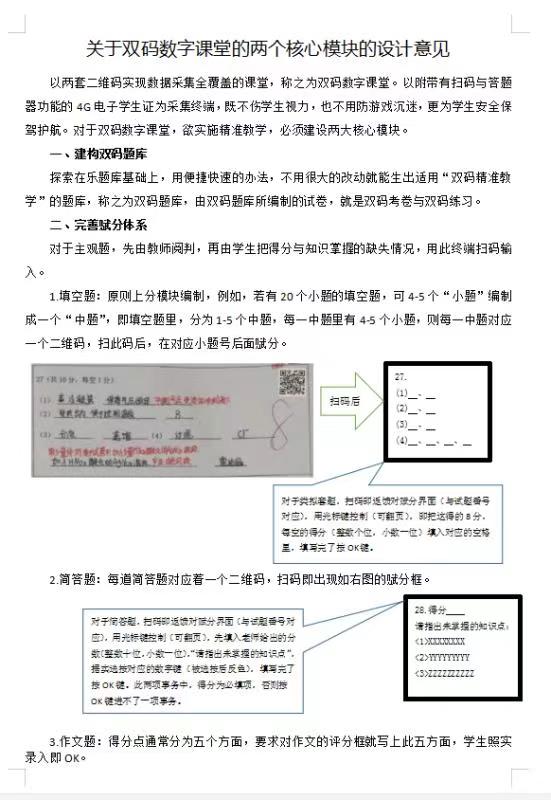 关于双码数字课堂的两个核心模块的设计意见
以两套二维码实现数据采集全覆盖的课堂，称之为双码数字课堂。以附带有扫码与答题
器功能的 4G 电子学生证为采集终端，既不伤学生视力，也不用防游戏沉迷，更为学生安全保
驾护航。对于双码数字课堂，欲实施精准教学，必须建设两大核心模块。
一、建构双码题库
探索在乐题库基础上，用便捷快速的办法，不用很大的改动就能生出适用“双码精准教
学”的题库，称之为双码题库，由双码题库所编制的试卷，就是双码考卷与双码练习。
二、完善赋分体系
对于主观题，先由教师阅判，再由学生把得分与知识掌握的缺失情况，用此终端扫码输
入。
1.填空题：原则上分模块编制，例如，若有 20 个小题的填空题，可 4-5 个“小题”编制
成一个“中题”，即填空题里，分为 1-5 个中题，每一中题里有 4-5 个小题，则每一中题对应
一个二维码，扫此码后，在对应小题号后面赋分。
27（共 10 分，每空 1 分）
(1)
(2) B
(3) (4)
8
扫码后
27.
(1)__、__
(2)__、__
(3)__、__
(4)__、__、__、__
对于类似答题，扫码即返馈对赋分界面（与试题番号
对应），用光标键控制（可翻页），即把这得的 8 分，
每空的得分（整数个位，小数一位）填入对应的空格
里，填写完了按 OK 键。
2.简答题：每道简答题对应着一个二维码，扫码即出现如右图的赋分框。
对于简答题，扫码即返馈对赋分界面（与试题番号对
应），用光标键控制（可翻页），先填入老师给出的分
数(整数十位,小数一位)，“请指出未掌握的知识点”，
据实选按对应的数字键（被选按后反色），填写完了
按 OK 键。此两项事务中，得分为必填项，否则按
OK 键进不了一项事务。
28.得分____
请指出未掌握的知识点：
<1>XXXXXXXX
<2>YYYYYYYYY
<3>ZZZZZZZZZZ
3.作文题：得分点通常分为五个方面，要求对作文的评分框就写上此五方面，学生照实
录入即 OK。